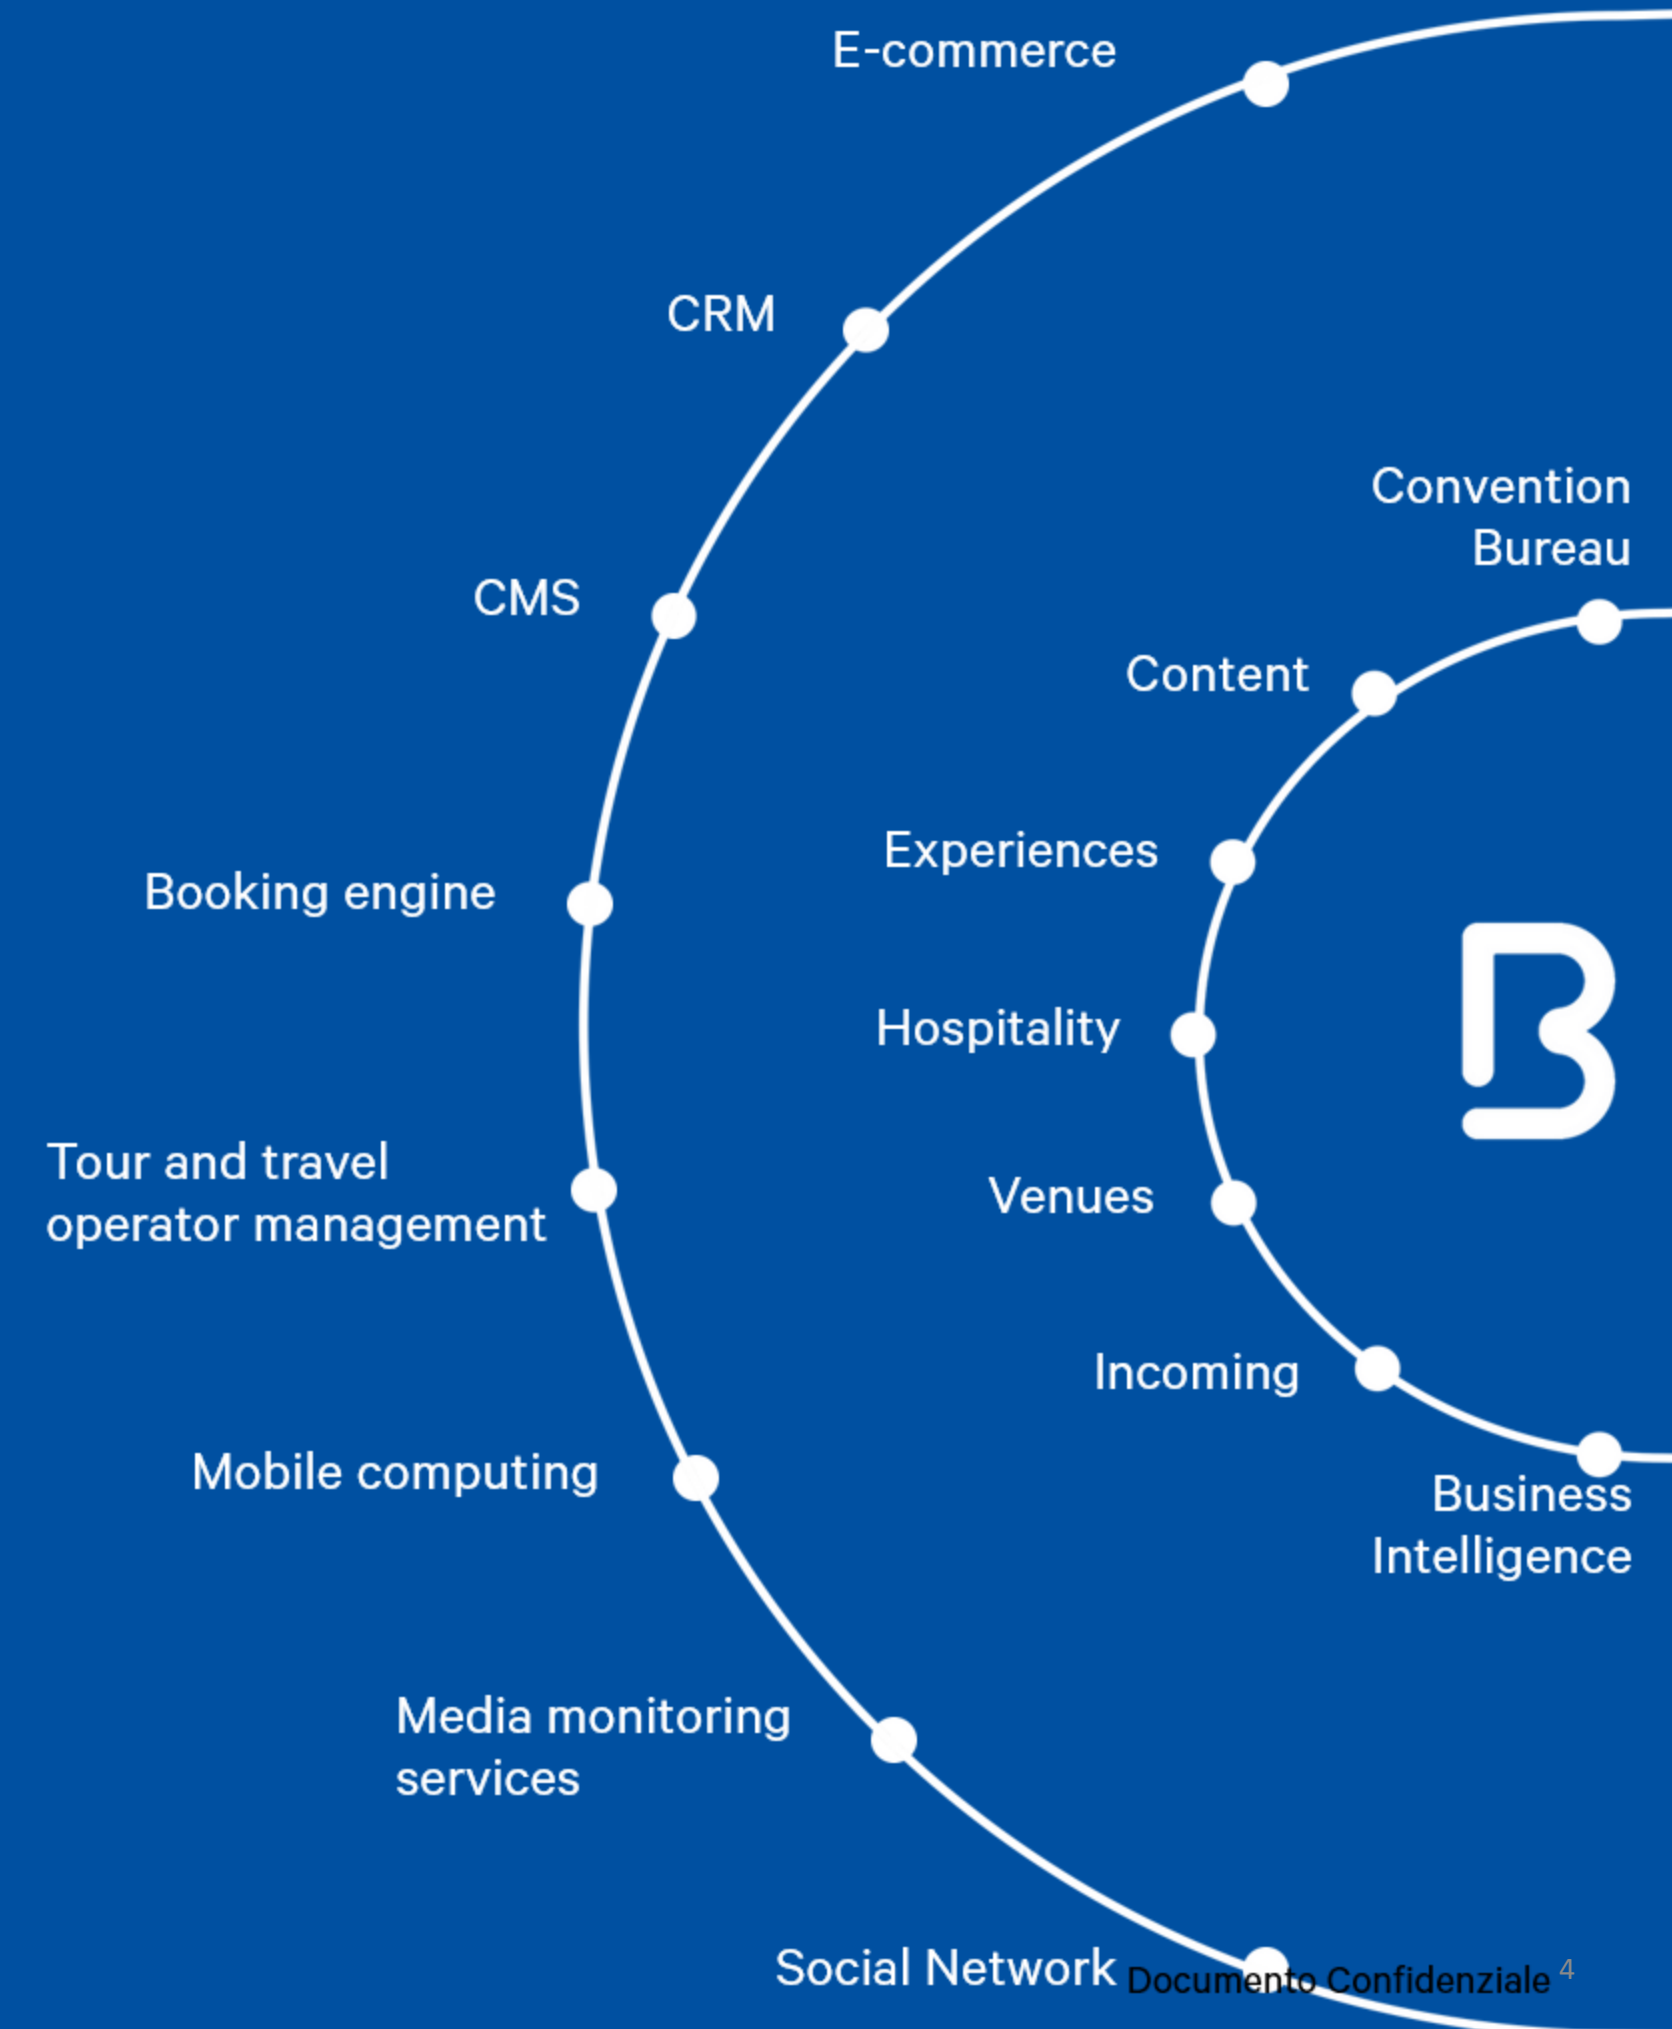 E-commerce
CRM
Convention
Bureau
CMS
Content
Experiences
Booking engine
Hospitality
Tour and travel
operator management
Venues
Incoming
Mobile computing
Business
Intelligence
Media monitoring
services
Social Network
Documento Confidenziale 4